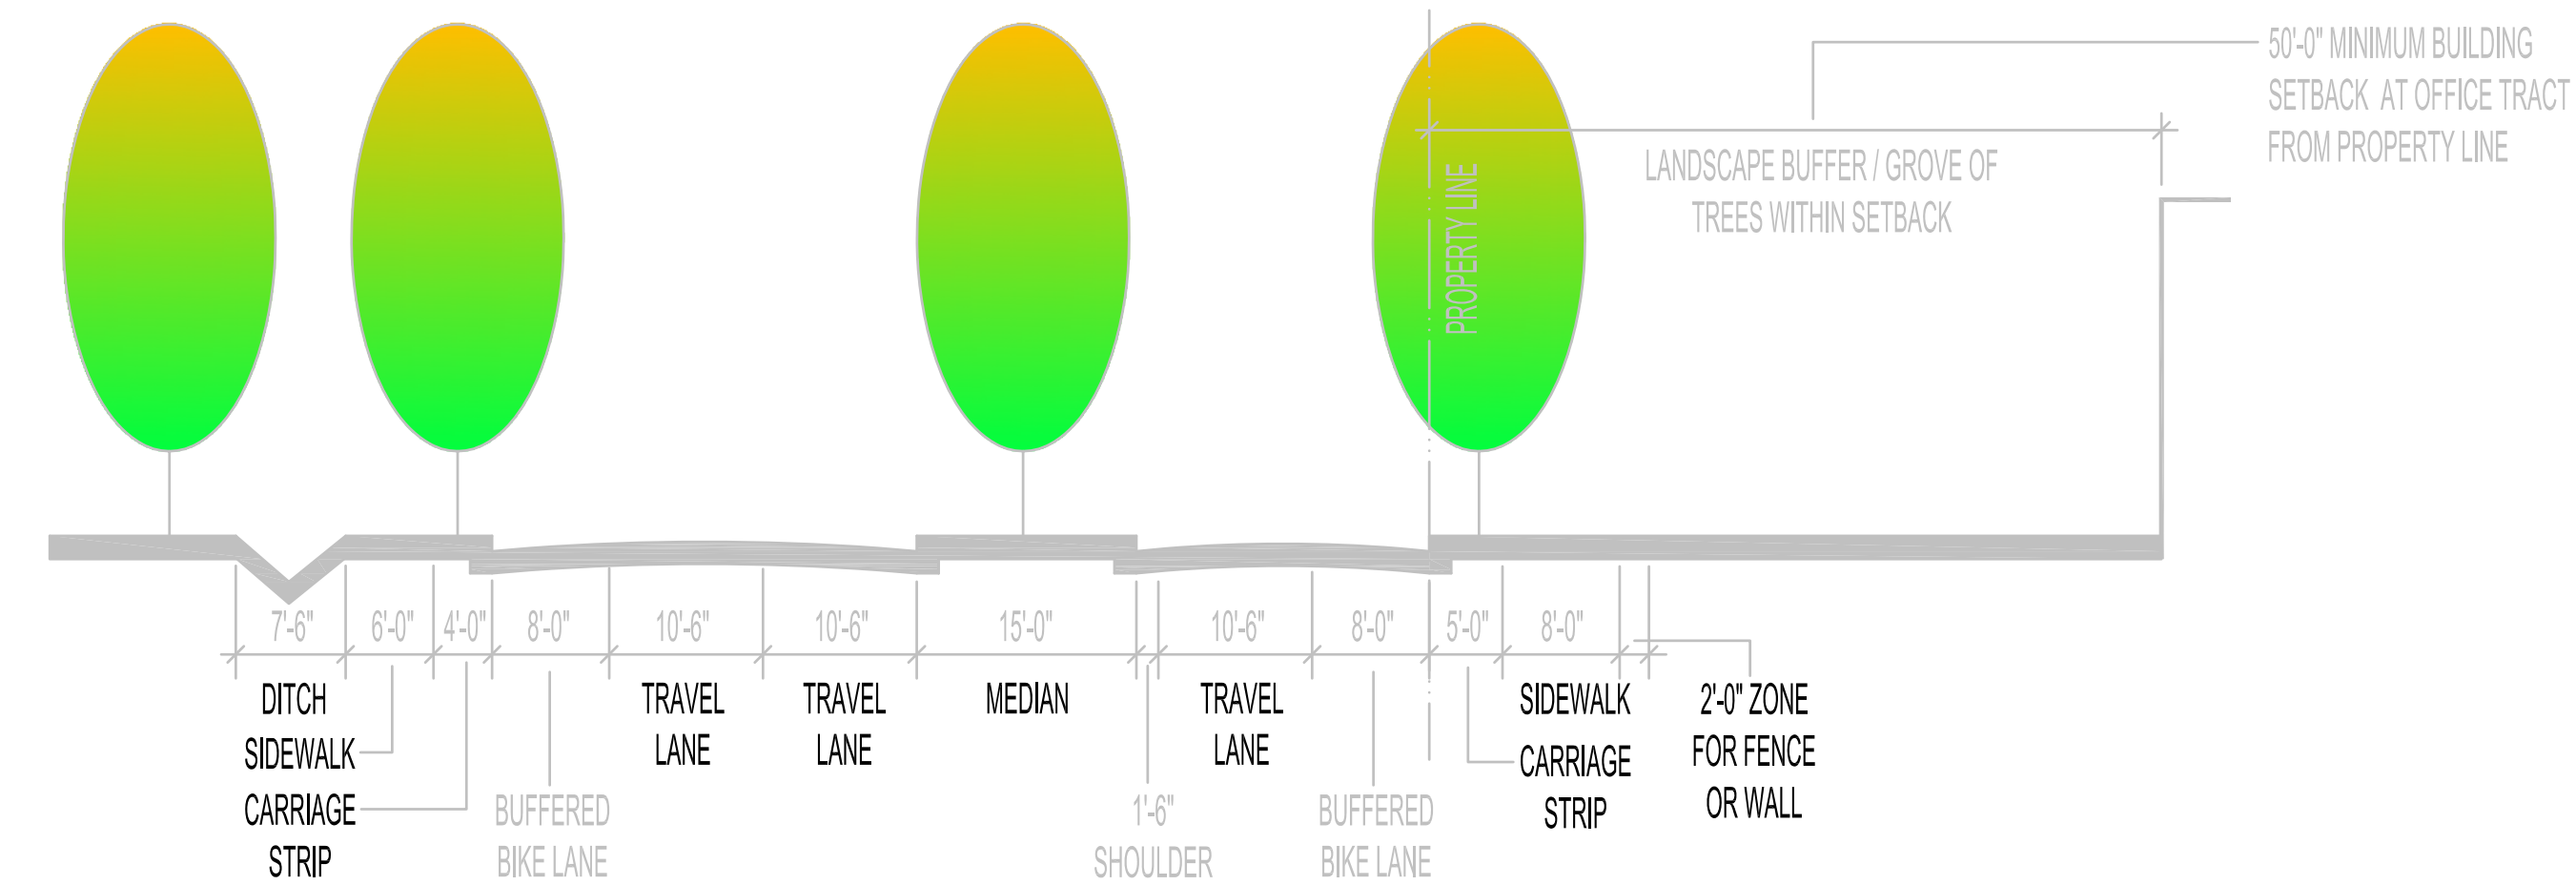 50'-0" MINIMUM BUILDING
SETBACK AT OFFICE TRACT
FROM PROPERTY LINE
LANDSCAPE BUFFER / GROVE OF
TREES WITHIN SETBACK
PROPERTY LINE
7'-6"
6'-0"
4'-0"
8'-0"
10'-6"
10'-6"
15'-0"
10'-6"
8'-0"
5'-0"
8'-0"
DITCH
SIDEWALK
CARRIAGE
STRIP
BUFFERED
BIKE LANE
TRAVEL
LANE
TRAVEL
LANE
MEDIAN
1'-6"
SHOULDER
TRAVEL
LANE
BUFFERED
BIKE LANE
SIDEWALK
CARRIAGE
STRIP
2'-0" ZONE
FOR FENCE
OR WALL